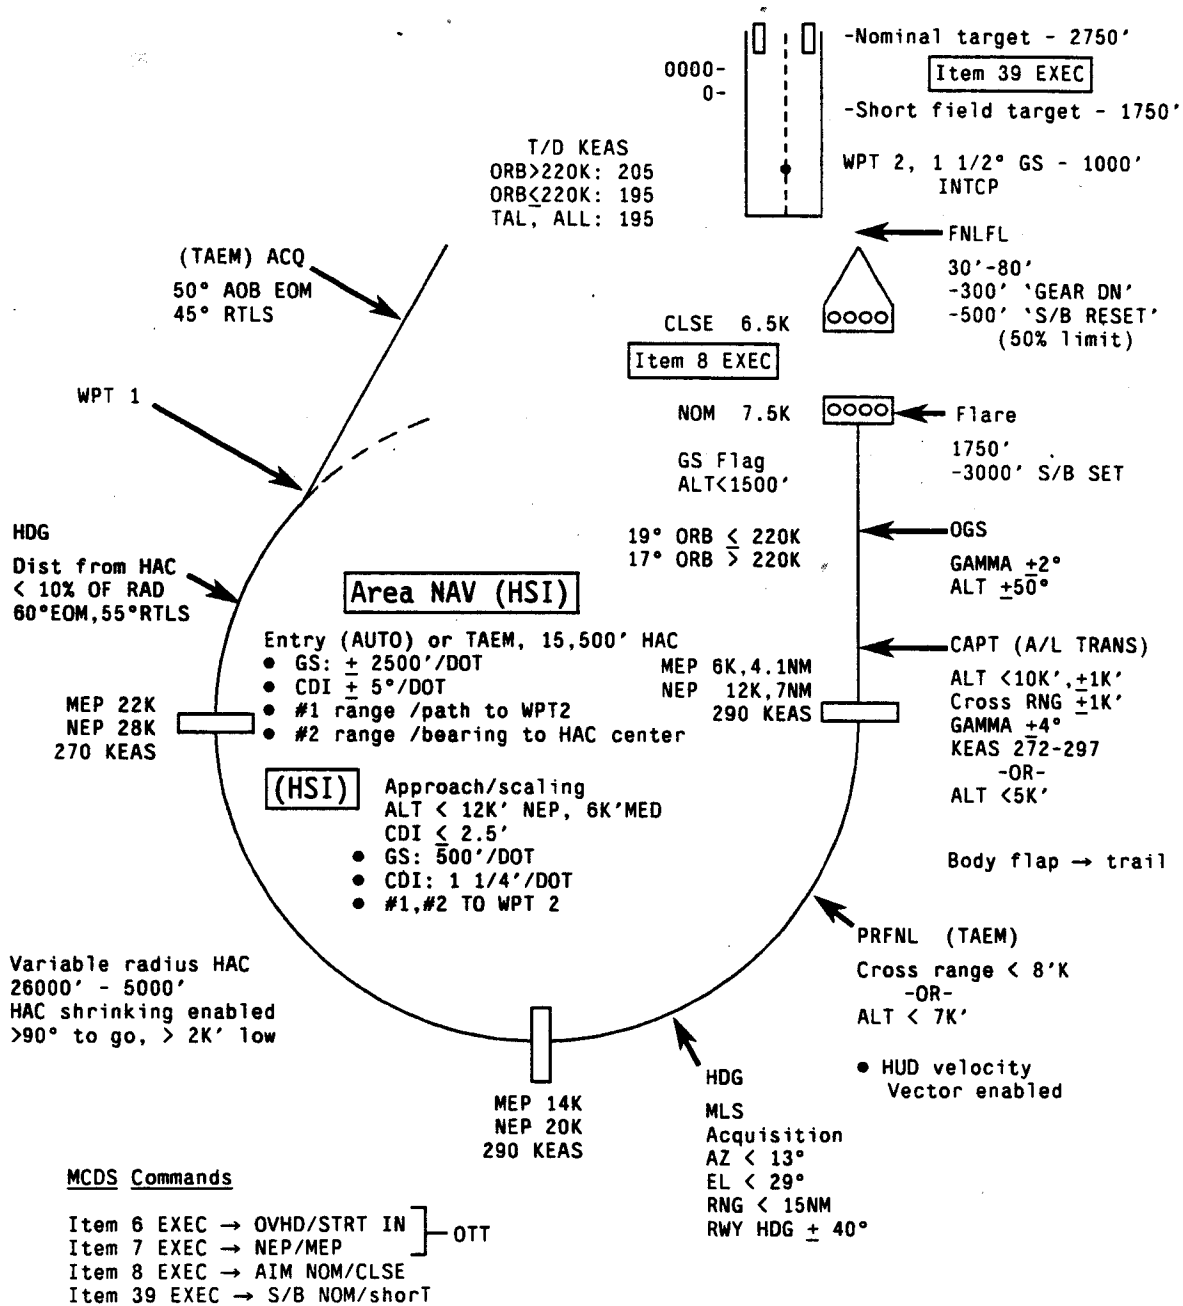 -Nominal target - 2750'
Item 39 EXEC
0000-
0-
-Short field target - 1750'
WPT 2, 1 1/2° GS - 1000'
INTCP
T/D KEAS
ORB>220K: 205
ORB≤220K: 195
TAL, ALL: 195
FNLFL
30'-80'
-300' 'GEAR DN'
-500' 'S/B RESET'
(50% limit)
(TAEM) ACQ
50° AOB EOM
45° RTLS
CLSE 6.5K
Item 8 EXEC
WPT 1
NOM 7.5K
Flare
1750'
-3000' S/B SET
GS Flag
ALT<1500'
19° ORB ≤ 220K
17° ORB > 220K
OGS
GAMMA ±2°
ALT ±50°
HDG
Dist from HAC
< 10% OF RAD
60°EOM,55°RTLS
Area NAV (HSI)
Entry (AUTO) or TAEM, 15,500' HAC
● GS: ± 2500'/DOT
● CDI ± 5°/DOT
● #1 range /path to WPT2
● #2 range /bearing to HAC center
MEP 6K,4.1NM
NEP 12K,7NM
290 KEAS
CAPT (A/L TRANS)
ALT <10K',±1K'
Cross RNG ±1K'
GAMMA ±4°
KEAS 272-297
-OR-
ALT <5K'
MEP 22K
NEP 28K
270 KEAS
(HSI)
Approach/scaling
ALT < 12K' NEP, 6K'MED
CDI ≤ 2.5'
● GS: 500'/DOT
● CDI: 1 1/4'/DOT
● #1,#2 TO WPT 2
Body flap → trail
PRFNL (TAEM)
Cross range < 8'K
-OR-
ALT < 7K'
● HUD velocity
Vector enabled
Variable radius HAC
26000' - 5000'
HAC shrinking enabled
>90° to go, > 2K' low
MEP 14K
NEP 20K
290 KEAS
HDG
MLS
Acquisition
AZ < 13°
EL < 29°
RNG < 15NM
RWY HDG ± 40°
MCDS Commands
Item 6 EXEC → OVHD/STRT IN
Item 7 EXEC → NEP/MEP
OTT
Item 8 EXEC → AIM NOM/CLSE
Item 39 EXEC → S/B NOM/shorT